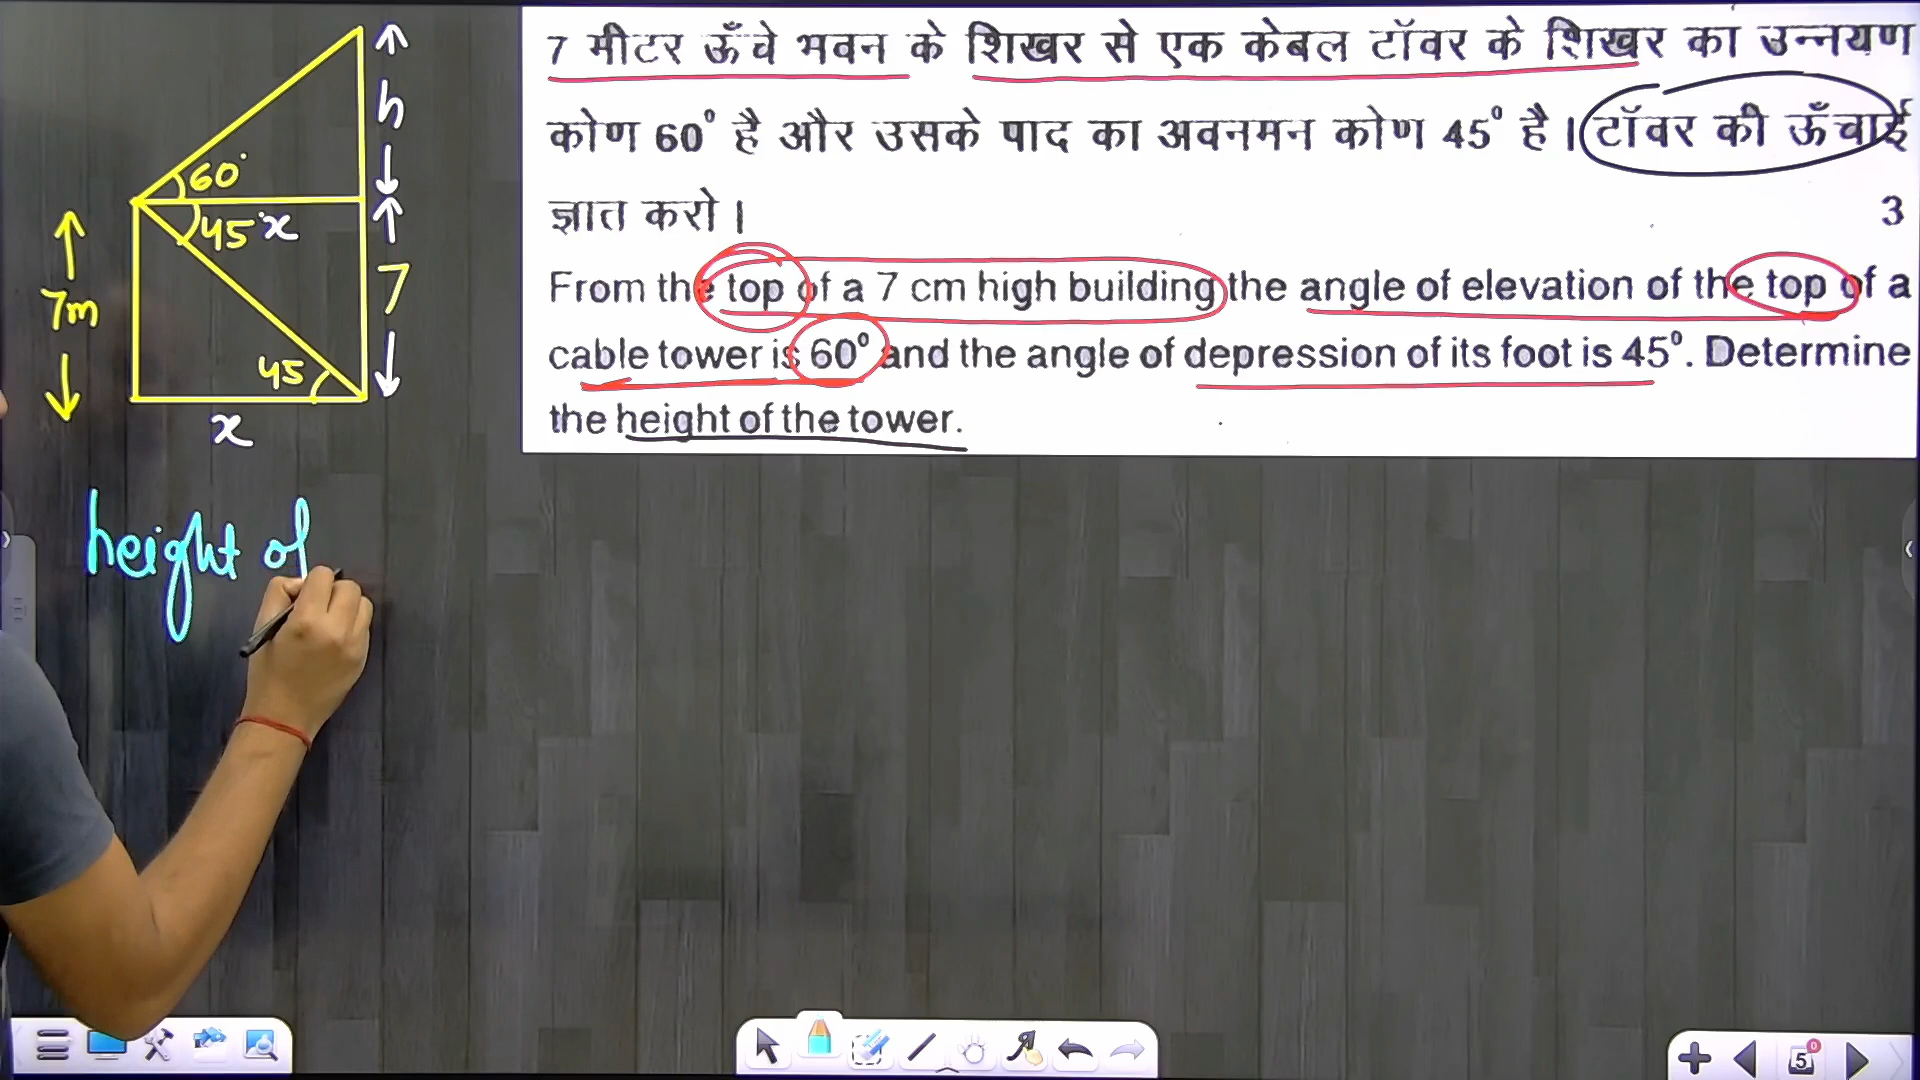 7 मीटर ऊँचे भवन के शिखर से एक केबल टॉवर के शिखर का उन्नयण
कोण 60° है और उसके पाद का अवनमन कोण 45° है। टॉवर की ऊँचाई
ज्ञात करो।
3
From the top of a 7 cm high building the angle of elevation of the top of a
cable tower is 60° and the angle of depression of its foot is 45°. Determine
the height of the tower.
h
60°
45° x
7m
7
45
x
height of
5
0